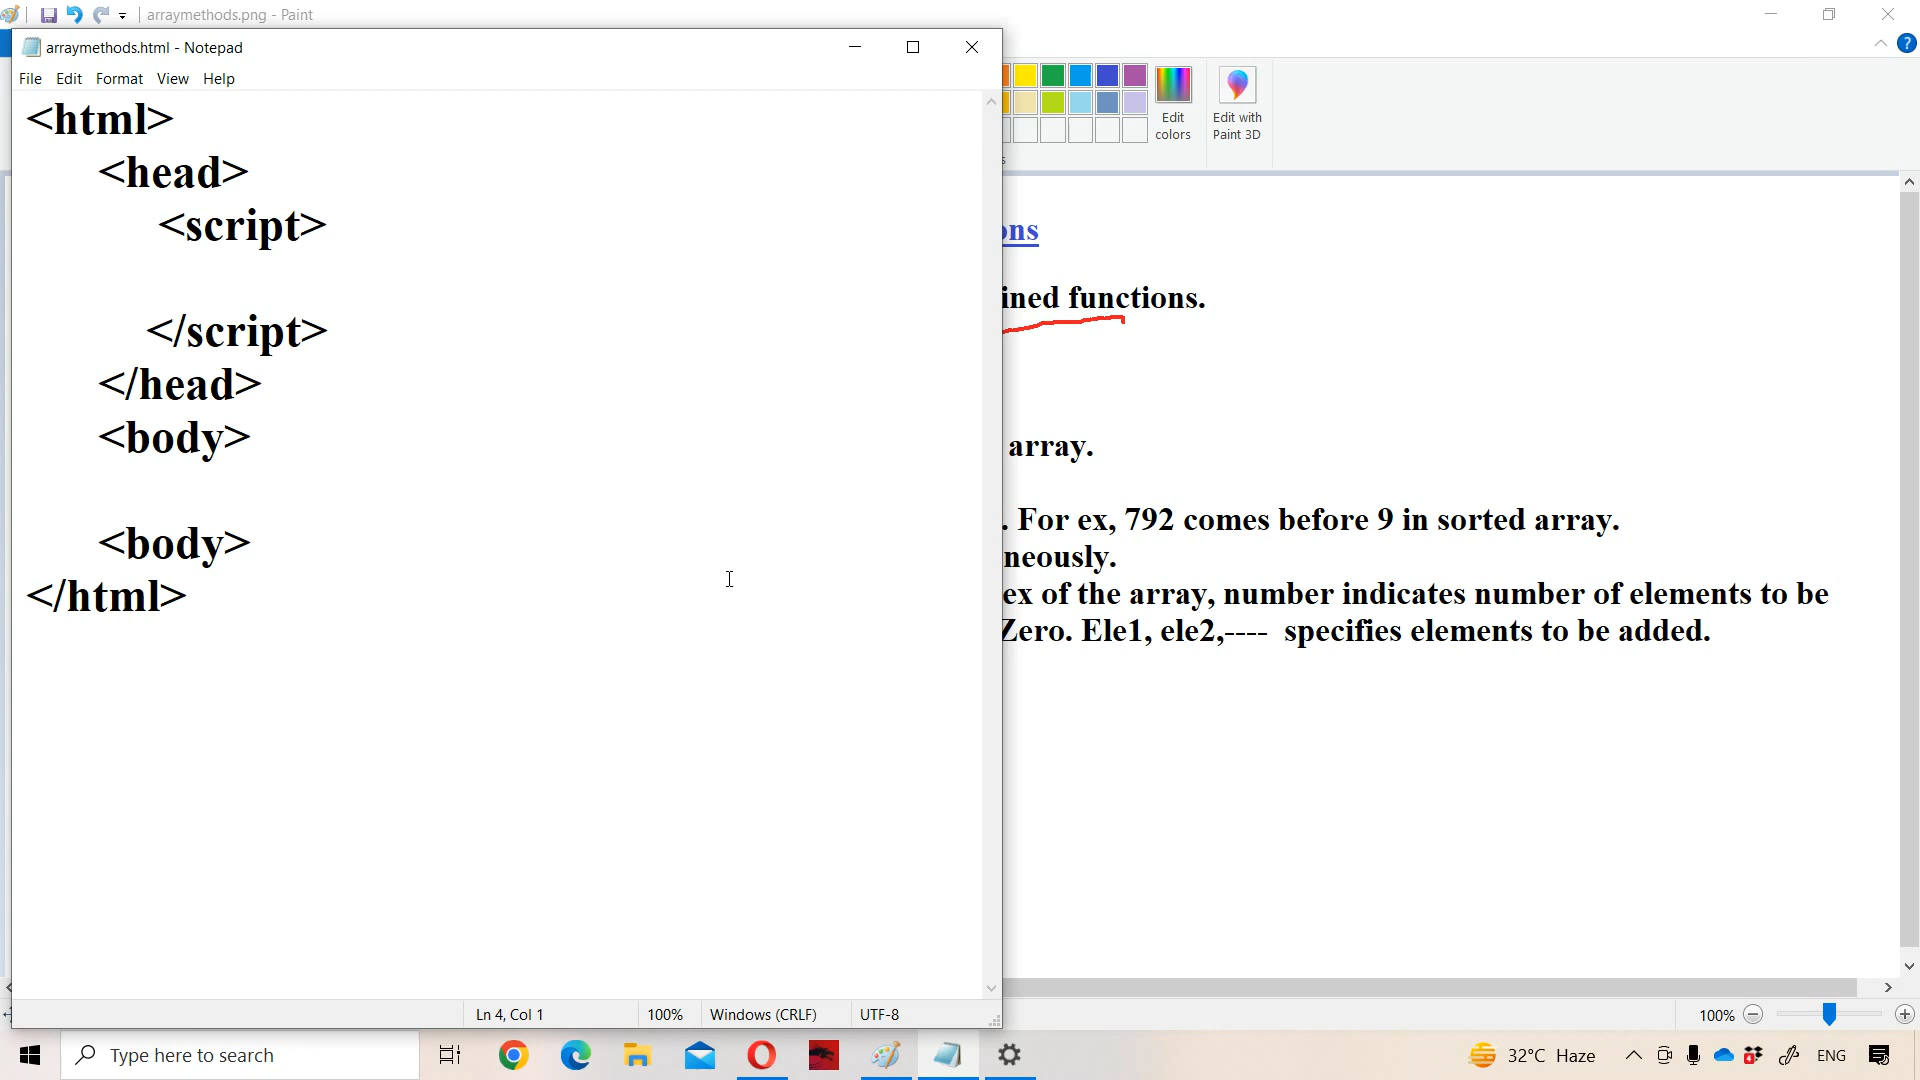 arraymethods.png - Paint
arraymethods.html - Notepad
File Edit Format View Help
<html>
<head>
<script>
</script>
</head>
<body>
<body>
</html>
Edit colors
Edit with Paint 3D
ons
ined functions.
array.
. For ex, 792 comes before 9 in sorted array.
neously.
ex of the array, number indicates number of elements to be
Zero. Ele1, ele2,---- specifies elements to be added.
Ln 4, Col 1
100%
Windows (CRLF)
UTF-8
100%
Type here to search
32°C Haze
ENG